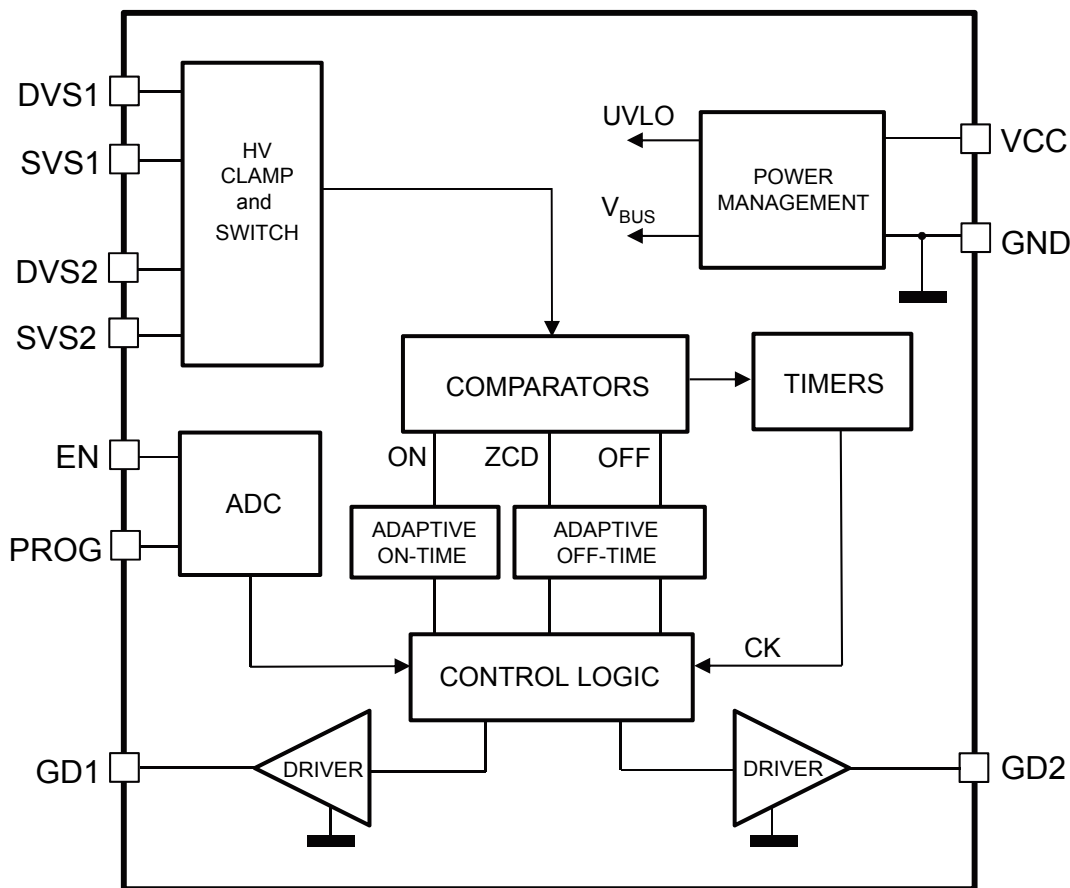 DVS1
SVS1
DVS2
SVS2
HV
CLAMP
and
SWITCH
UVLO
VBUS
POWER
MANAGEMENT
VCC
GND
COMPARATORS
TIMERS
EN
PROG
ADC
ON
ZCD
OFF
ADAPTIVE
ON-TIME
ADAPTIVE
OFF-TIME
CONTROL LOGIC
CK
GD1
DRIVER
DRIVER
GD2